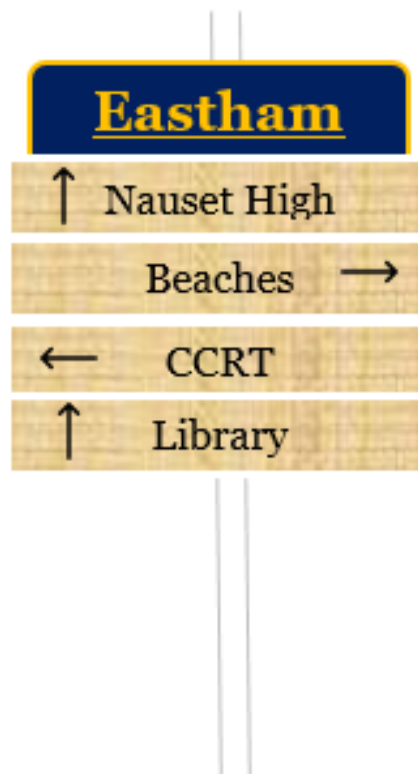 Eastham
↑ Nauset High
Beaches →
← CCRT
↑ Library